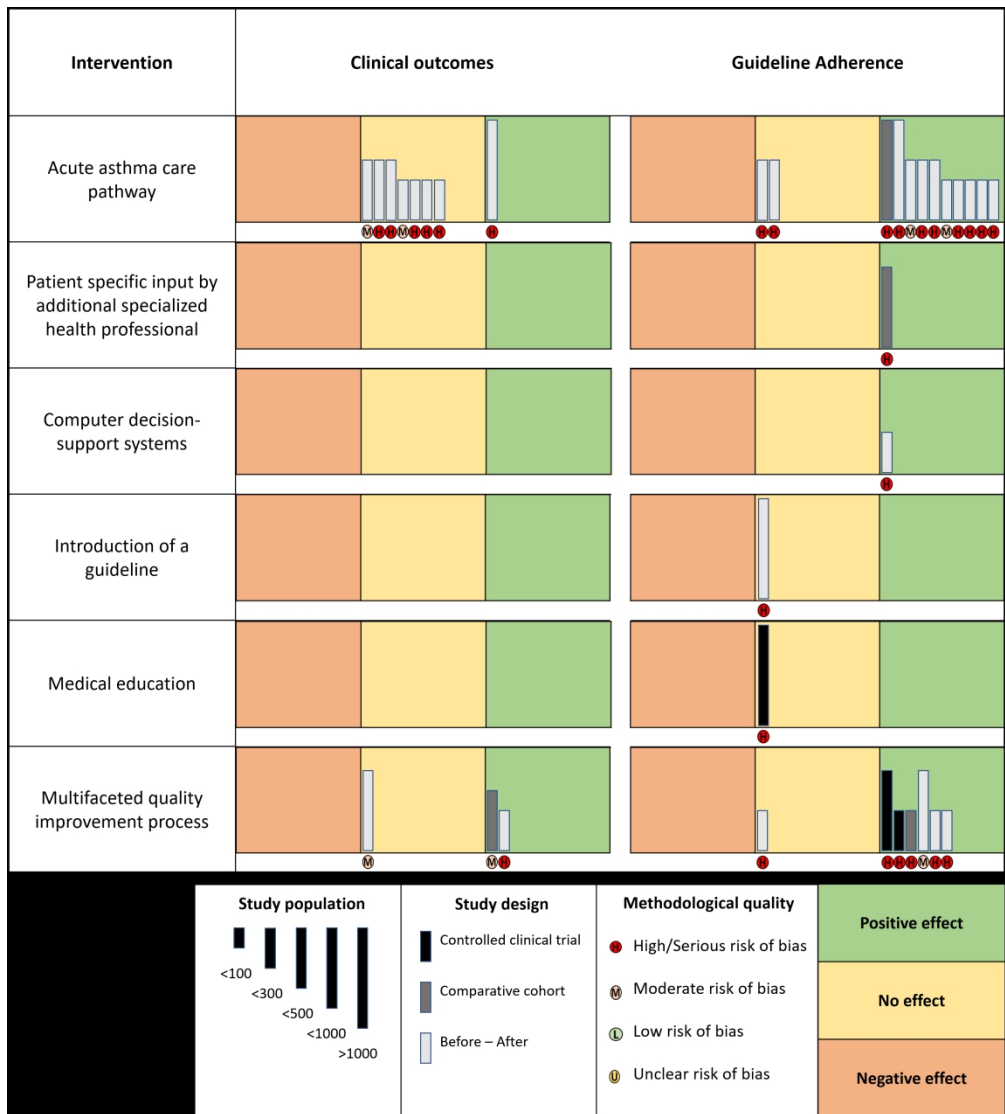 Intervention
Clinical outcomes
Guideline Adherence
Acute asthma care
pathway
M H H M H H H
H
H H
H H M H H M H H H H
Patient specific input by
additional specialized
health professional
H
Computer decision-
support systems
H
Introduction of a
guideline
H
Medical education
H
Multifaceted quality
improvement process
M
M H
H
H H H M H H
Study population
<100
<300
<500
<1000
>1000
Study design
Controlled clinical trial
Comparative cohort
Before – After
Methodological quality
H High/Serious risk of bias
M Moderate risk of bias
L Low risk of bias
U Unclear risk of bias
Positive effect
No effect
Negative effect